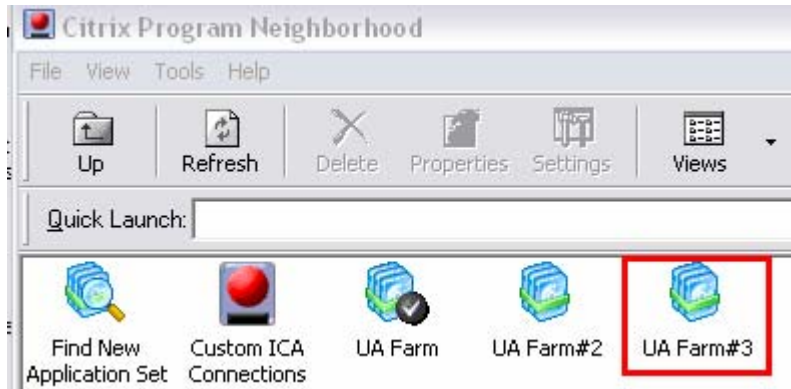 Citrix Program Neighborhood
File View Tools Help
Up Refresh Delete Properties Settings Views
Quick Launch:
Find New Application Set
Custom ICA Connections
UA Farm
UA Farm#2
UA Farm#3